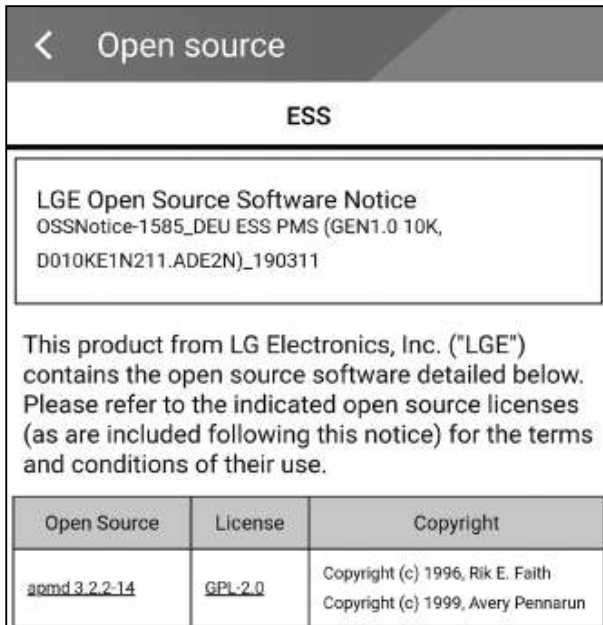 Open source
ESS
LGE Open Source Software Notice
OSSNotice-1585_DEU ESS PMS (GEN1.0 10K,
D010KE1N211.ADE2N)_190311
This product from LG Electronics, Inc. ("LGE")
contains the open source software detailed below.
Please refer to the indicated open source licenses
(as are included following this notice) for the terms
and conditions of their use.
Open Source License Copyright
apmd 3.2.2-14 GPL-2.0 Copyright (c) 1996, Rik E. Faith
Copyright (c) 1999, Avery Pennarun